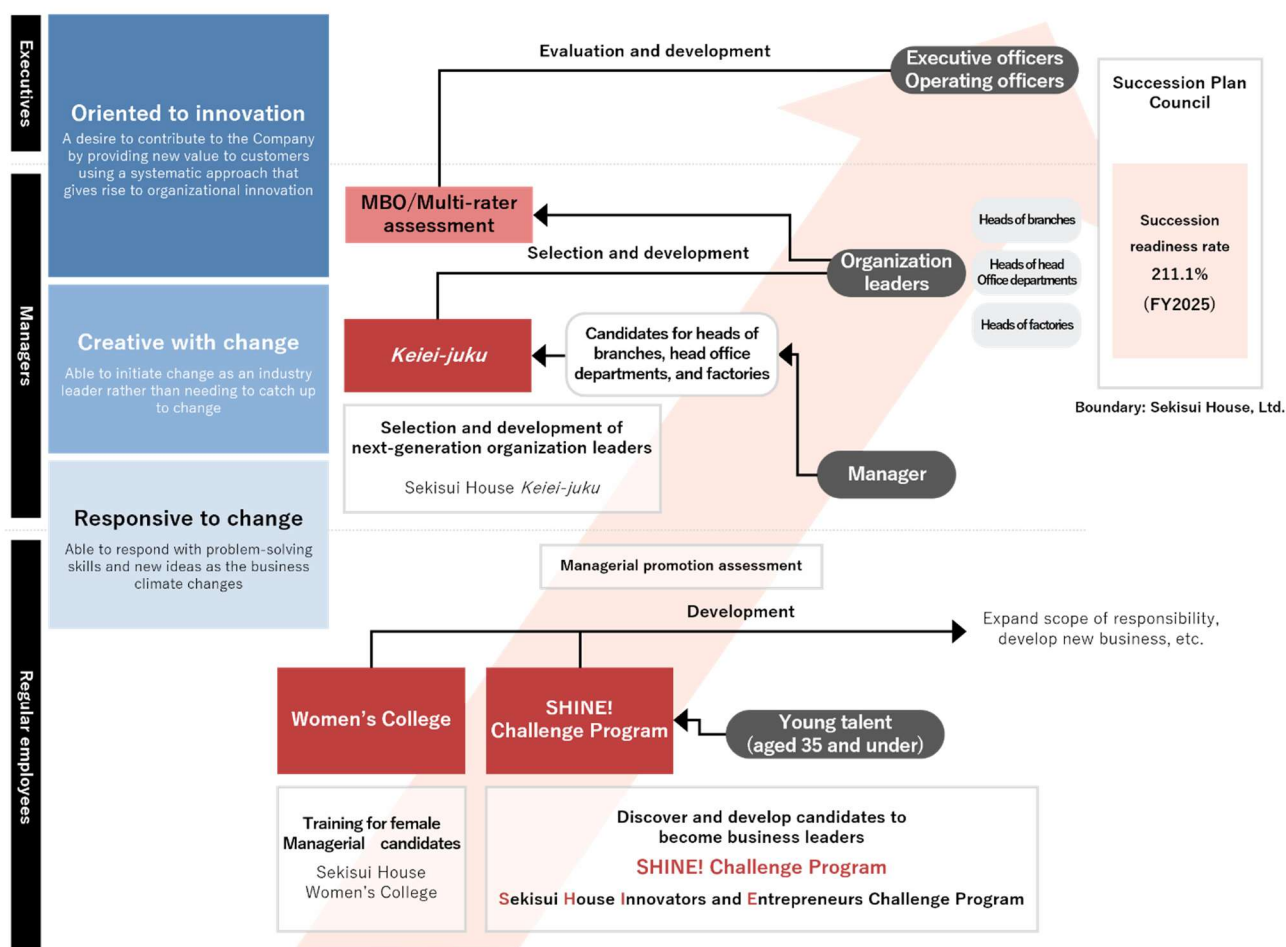 Executives
Oriented to innovation
A desire to contribute to the Company
by providing new value to customers
using a systematic approach that
gives rise to organizational innovation
Evaluation and development
Executive officers
Operating officers
Succession Plan
Council
Succession
readiness rate
211.1%
(FY2025)
Boundary: Sekisui House, Ltd.
Managers
MBO/Multi-rater
assessment
Selection and development
Organization
leaders
Heads of branches
Heads of head
Office departments
Heads of factories
Creative with change
Able to initiate change as an industry
leader rather than needing to catch up
to change
Keiei-juku
Candidates for heads of
branches, head office
departments, and factories
Selection and development of
next-generation organization leaders
Sekisui House Keiei-juku
Manager
Responsive to change
Able to respond with problem-solving
skills and new ideas as the business
climate changes
Regular employees
Managerial promotion assessment
Development
Expand scope of responsibility,
develop new business, etc.
Women's College
SHINE!
Challenge Program
Young talent
(aged 35 and under)
Training for female
Managerial candidates
Sekisui House
Women's College
Discover and develop candidates to
become business leaders
SHINE! Challenge Program
Sekisui House Innovators and Entrepreneurs Challenge Program